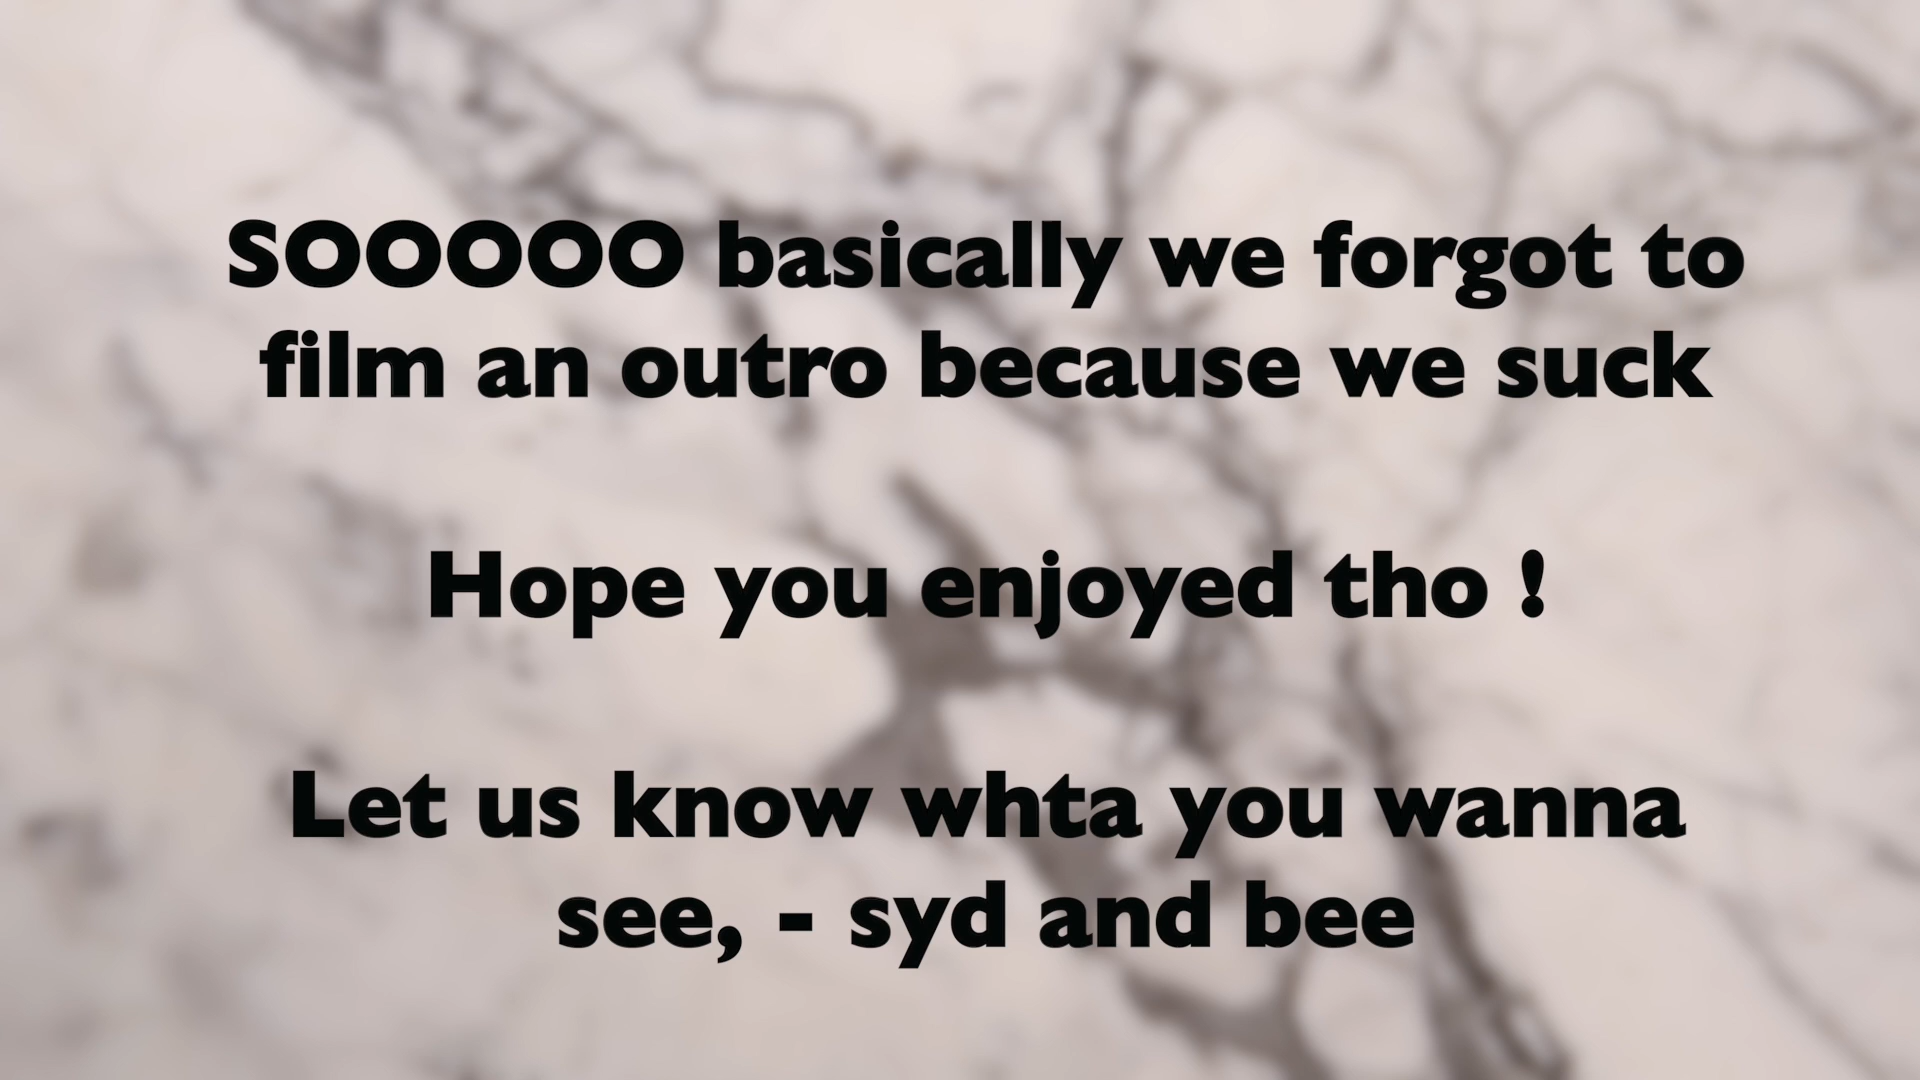 SOOOOO basically we forgot to
film an outro because we suck
Hope you enjoyed tho !
Let us know whta you wanna
see, - syd and bee